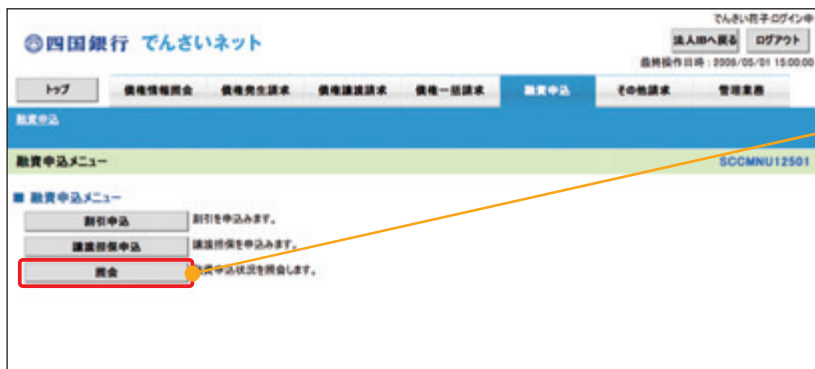 でんさい花子ログイン中
四国銀行 でんさいネット
法人IBへ戻る ログアウト
最終操作日時：2009/05/01 15:00:00
トップ 債権情報照会 債権発生請求 債権譲渡請求 債権一括請求 融資申込 その他請求 管理業務
融資申込
融資申込メニュー SCCMNU12501
■ 融資申込メニュー
割引申込 割引を申込みます。
譲渡担保申込 譲渡担保を申込みます。
照会 融資申込状況を照会します。